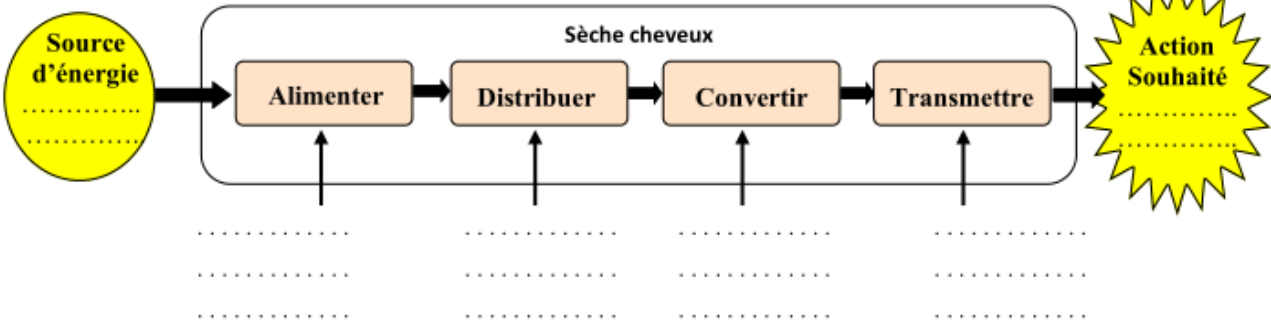 Sèche cheveux
Source
d'énergie
..............
..............
Alimenter
Distribuer
Convertir
Transmettre
Action
Souhaité
..............
..............
. . . . . . . . . . . . .
. . . . . . . . . . . . .
. . . . . . . . . . . . .
. . . . . . . . . . . . .
. . . . . . . . . . . . .
. . . . . . . . . . . . .
. . . . . . . . . . . . .
. . . . . . . . . . . . .
. . . . . . . . . . . . .
. . . . . . . . . . . . .
. . . . . . . . . . . . .
. . . . . . . . . . . . .